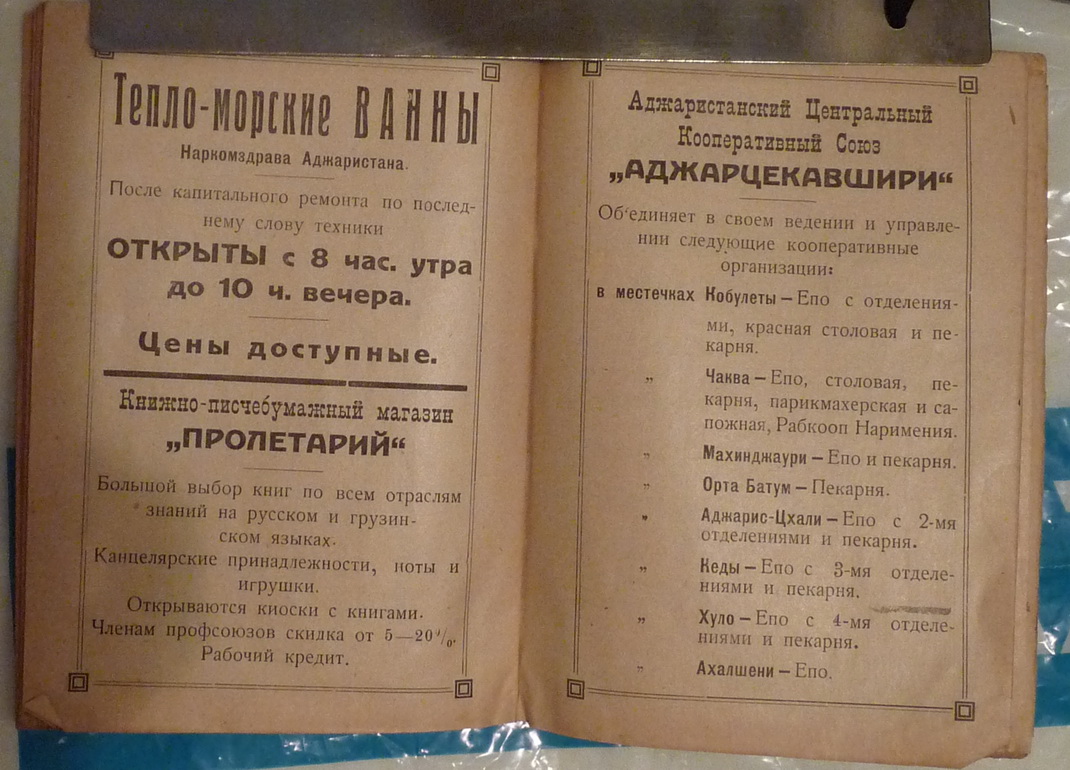 Тепло-морские ВАННЫ
Наркомздрава Аджаристана.
После капитального ремонта по послед-
нему слову техники
ОТКРЫТЫ с 8 час. утра
до 10 ч. вечера.
Цены доступные.
Книжно-писчебумажный магазин
„ПРОЛЕТАРИЙ“
Большой выбор книг по всем отраслям
знаний на русском и грузин-
ском языках.
Канцелярские принадлежности, ноты и
игрушки.
Открываются киоски с книгами.
Членам профсоюзов скидка от 5—20%.
Рабочий кредит.
Аджаристанский Центральный
Кооперативный Союз
„АДЖАРЦЕКАВШИРИ“
Об‘единяет в своем ведении и управле-
нии следующие кооперативные
организации:
в местечках Кобулеты — Епо с отделения-
ми, красная столовая и пе-
карня.
„ Чаква — Епо, столовая, пе-
карня, парикмахерская и са-
пожная, Рабкооп Наримения.
„ Махинджаури — Епо и пекарня.
„ Орта Батум — Пекарня.
„ Аджарис-Цхали — Епо с 2-мя
отделениями и пекарня.
„ Кеды — Епо с 3-мя отделе-
ниями и пекарня.
„ Хуло — Епо с 4-мя отделе-
ниями и пекарня.
„ Ахалшени — Епо.